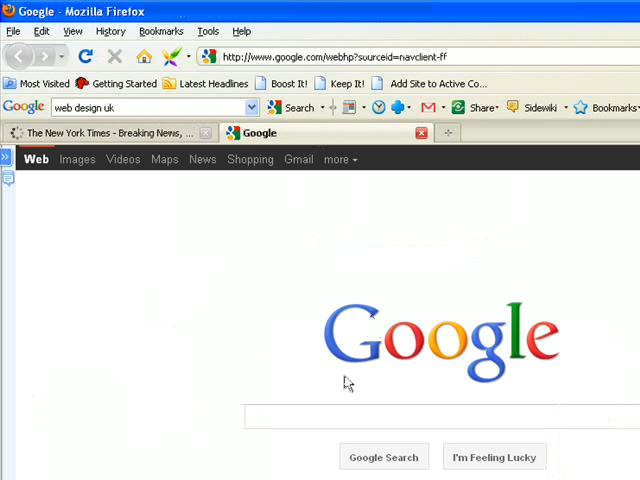 Google - Mozilla Firefox
File Edit View History Bookmarks Tools Help
http://www.google.com/webhp?sourceid=navclient-ff
Most Visited Getting Started Latest Headlines Boost It! Keep It! Add Site to Active Co...
Google web design uk Search Share Sidewiki Bookmarks
The New York Times - Breaking News, ... Google
Web Images Videos Maps News Shopping Gmail more
Google
Google Search I'm Feeling Lucky